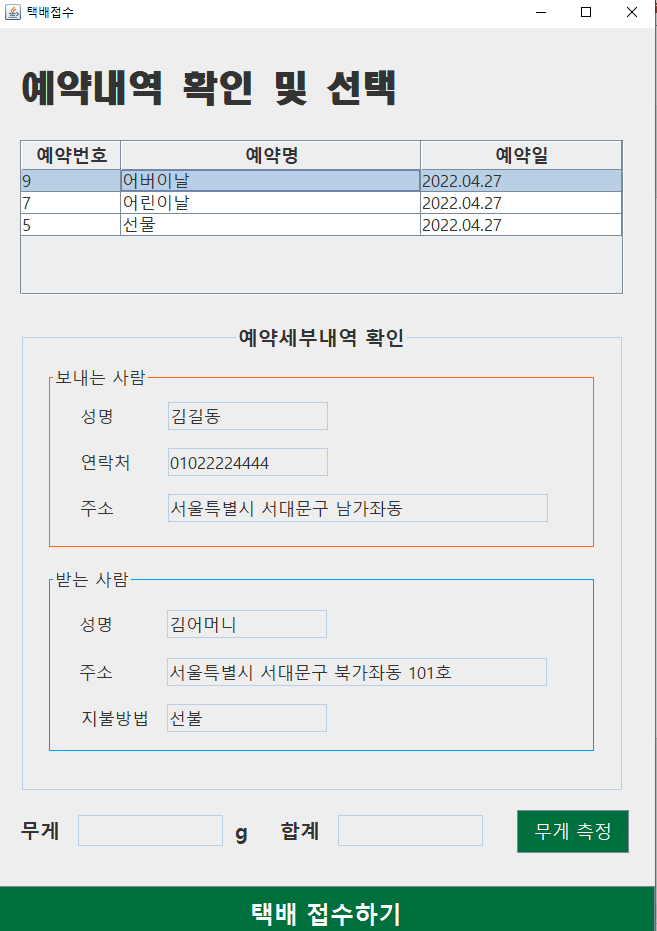 택배접수
예약내역 확인 및 선택
예약번호 예약명 예약일
9 어버이날 2022.04.27
7 어린이날 2022.04.27
5 선물 2022.04.27
예약세부내역 확인
보내는 사람
성명 김길동
연락처 01022224444
주소 서울특별시 서대문구 남가좌동
받는 사람
성명 김어머니
주소 서울특별시 서대문구 북가좌동 101호
지불방법 선불
무게 g 합계 무게 측정
택배 접수하기